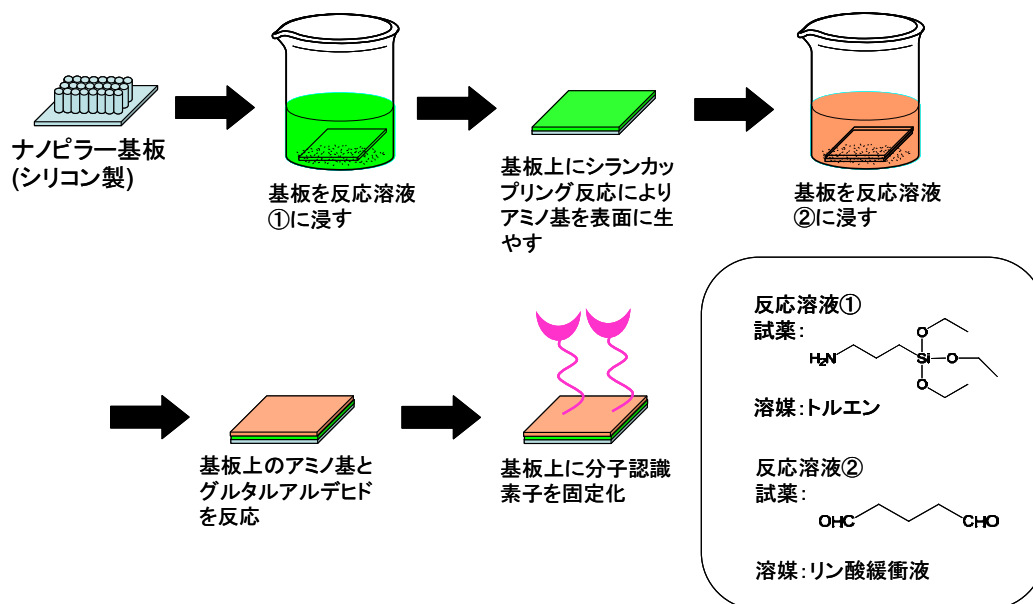 ナノピラー基板
(シリコン製)
基板を反応溶液
①に浸す
基板上にシランカッ
プリング反応により
アミノ基を表面に生
やす
基板を反応溶液
②に浸す
基板上のアミノ基と
グルタルアルデヒド
を反応
基板上に分子認識
素子を固定化
反応溶液①
試薬:
H2N
O
Si
O
O
溶媒:トルエン
反応溶液②
試薬:
OHC CHO
溶媒:リン酸緩衝液